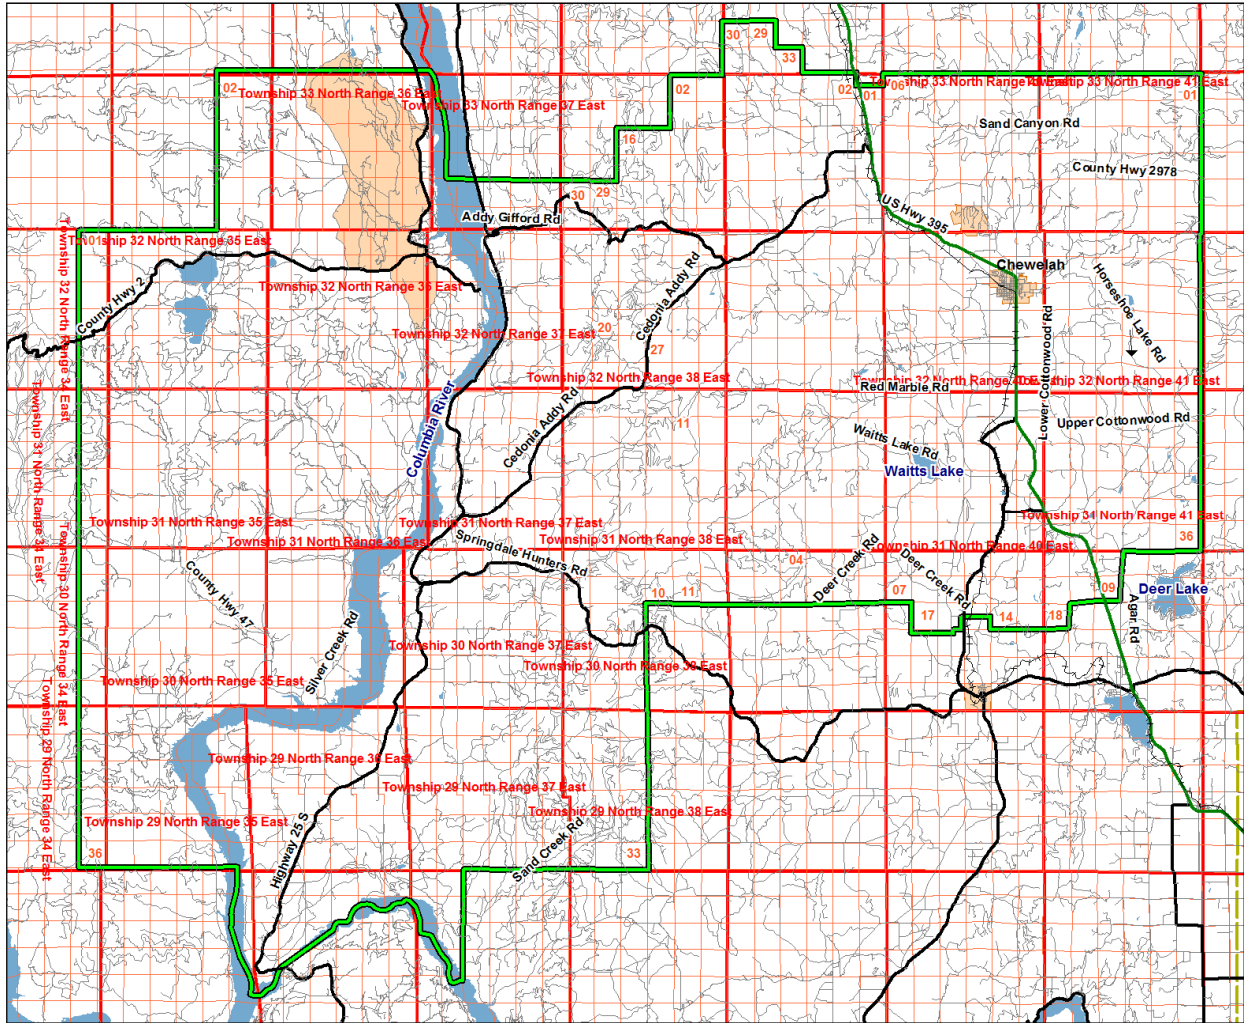 30 29
33
02
Township 33 North Range 36 East
Township 33 North Range 37 East
02
02
01
06
Township 33 North Range 41 East
01
16
Sand Canyon Rd
County Hwy 2978
30 29
Addy Gifford Rd
US Hwy 395
01
Township 32 North Range 35 East
Township 32 North Range 34 East
County Hwy 2
Township 32 North Range 36 East
Chewelah
Horseshoe Lake Rd
Cedonia Addy Rd
20
27
Township 32 North Range 37 East
Lower Cottonwood Rd
Township 32 North Range 38 East
Township 32 North Range 41 East
Red Marble Rd
Township 31 North Range 34 East
Columbia River
Cedonia Addy Rd
11
Upper Cottonwood Rd
Waitts Lake Rd
Waitts Lake
Township 31 North Range 35 East
Township 31 North Range 37 East
Township 31 North Range 41 East
Township 31 North Range 36 East
Township 31 North Range 38 East
Township 31 North Range 40 East
36
Springdale Hunters Rd
04
Deer Creek Rd
Deer Creek Rd
Township 30 North Range 34 East
County Hwy 47
10 11
07
09
Deer Lake
17
14
18
Agar Rd
Silver Creek Rd
Township 30 North Range 37 East
Township 30 North Range 38 East
Township 30 North Range 35 East
Township 29 North Range 34 East
Township 29 North Range 36 East
Township 29 North Range 37 East
Township 29 North Range 38 East
Township 29 North Range 35 East
Highway 25 S
Sand Creek Rd
36
33